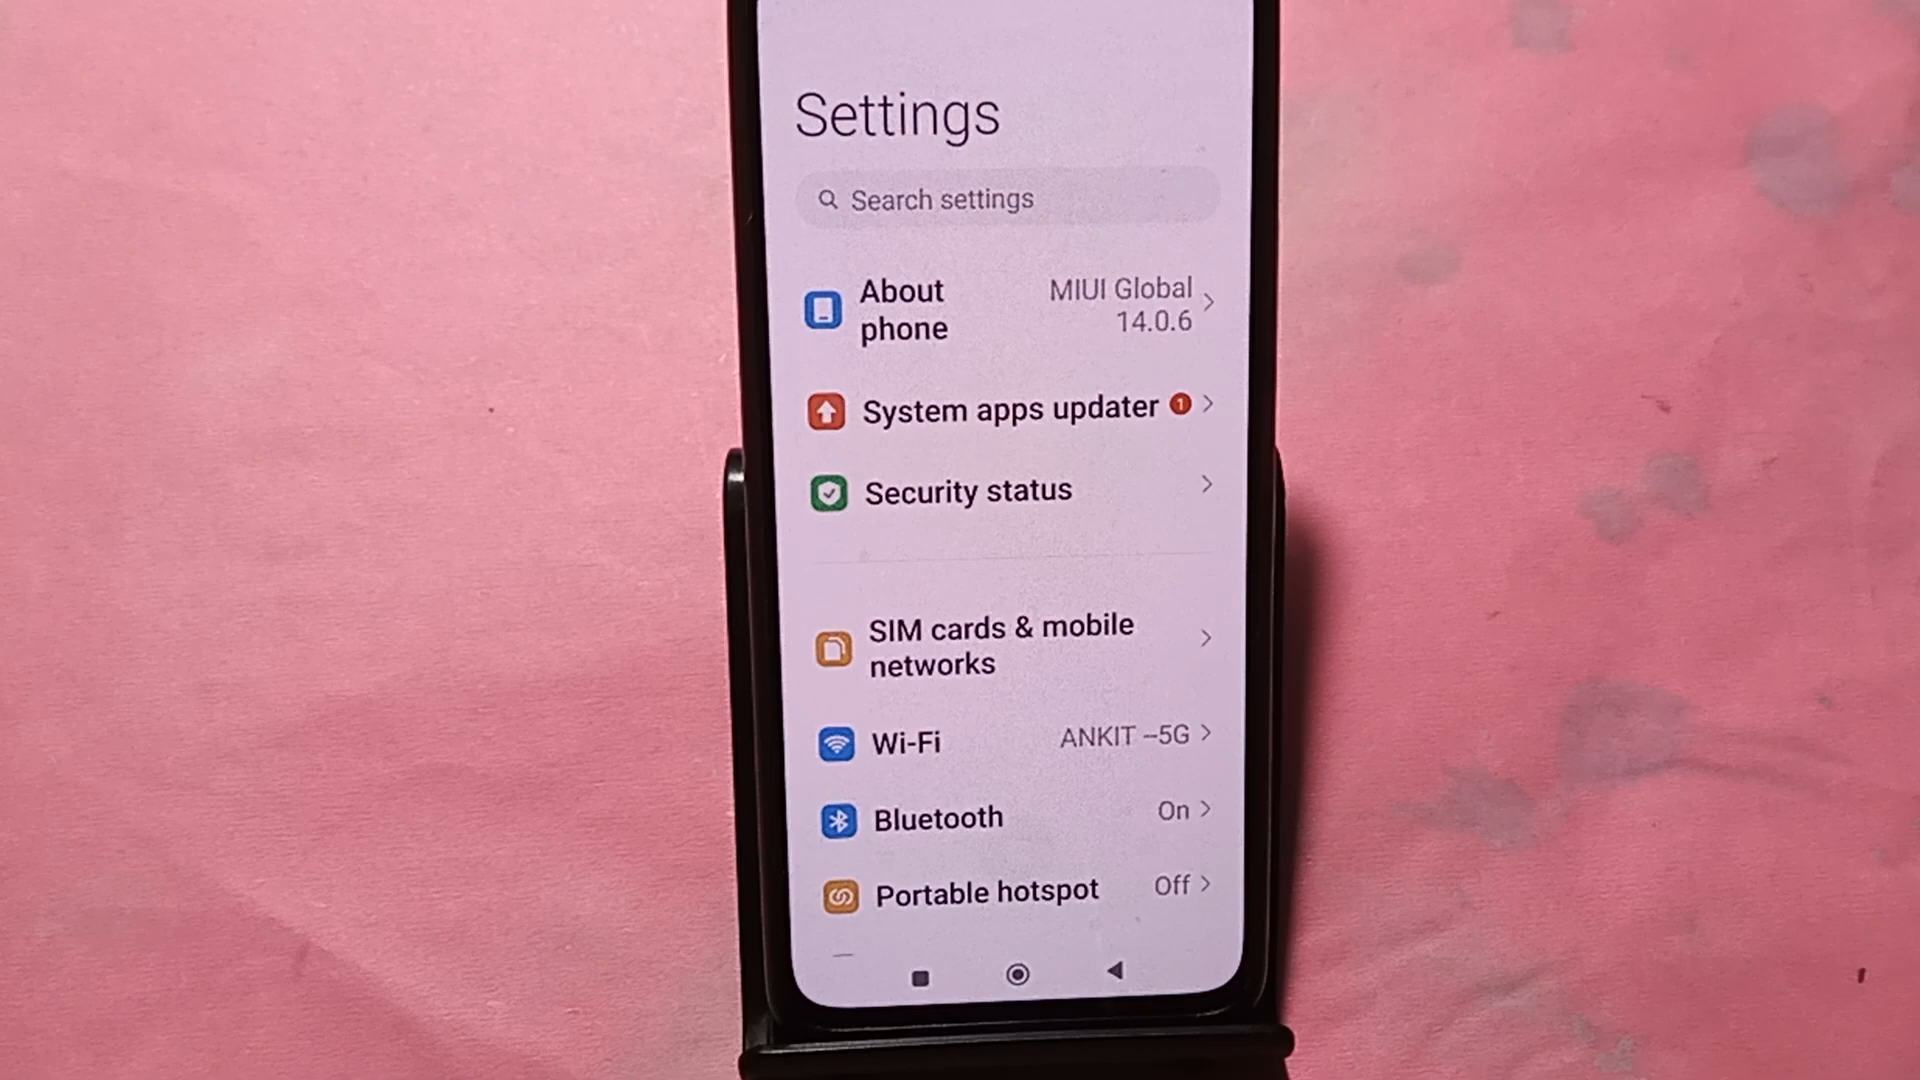 Settings
Search settings
About
phone
MIUI Global
14.0.6
System apps updater 1
Security status
SIM cards & mobile
networks
Wi-Fi ANKIT –5G
Bluetooth On
Portable hotspot Off